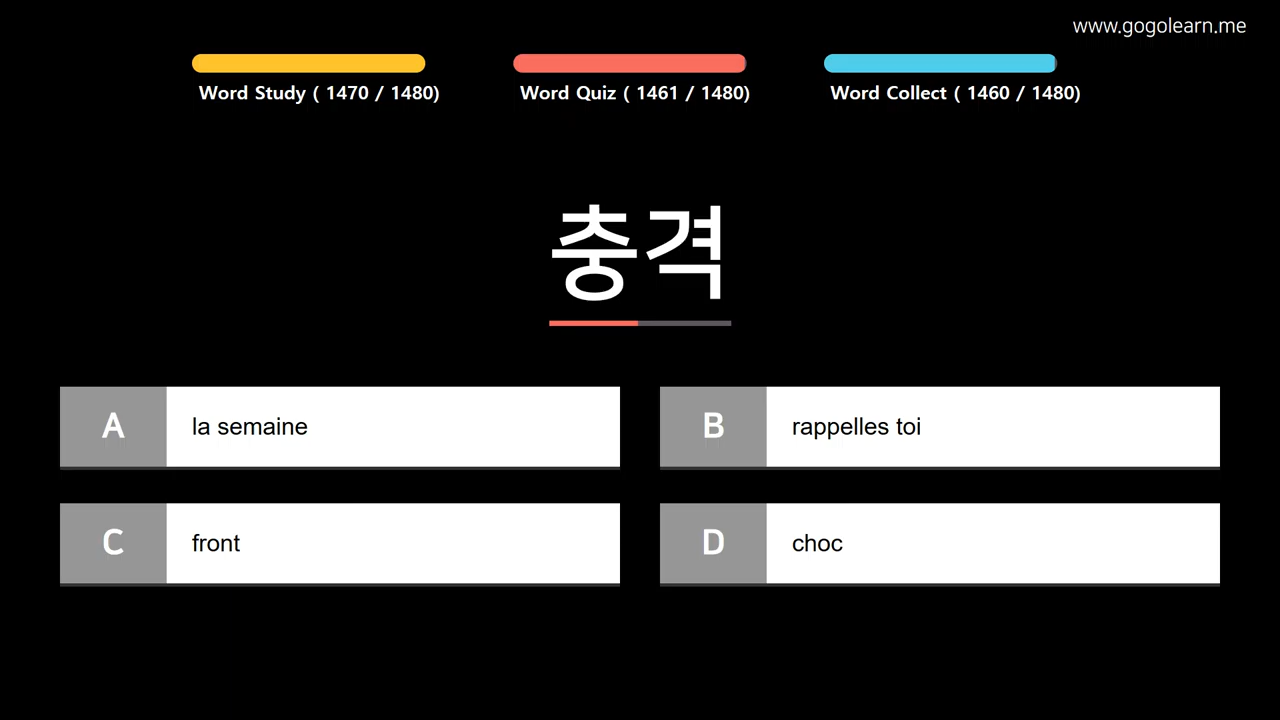 www.gogolearn.me
Word Study ( 1470 / 1480)
Word Quiz ( 1461 / 1480)
Word Collect ( 1460 / 1480)
충격
A la semaine
B rappelles toi
C front
D choc